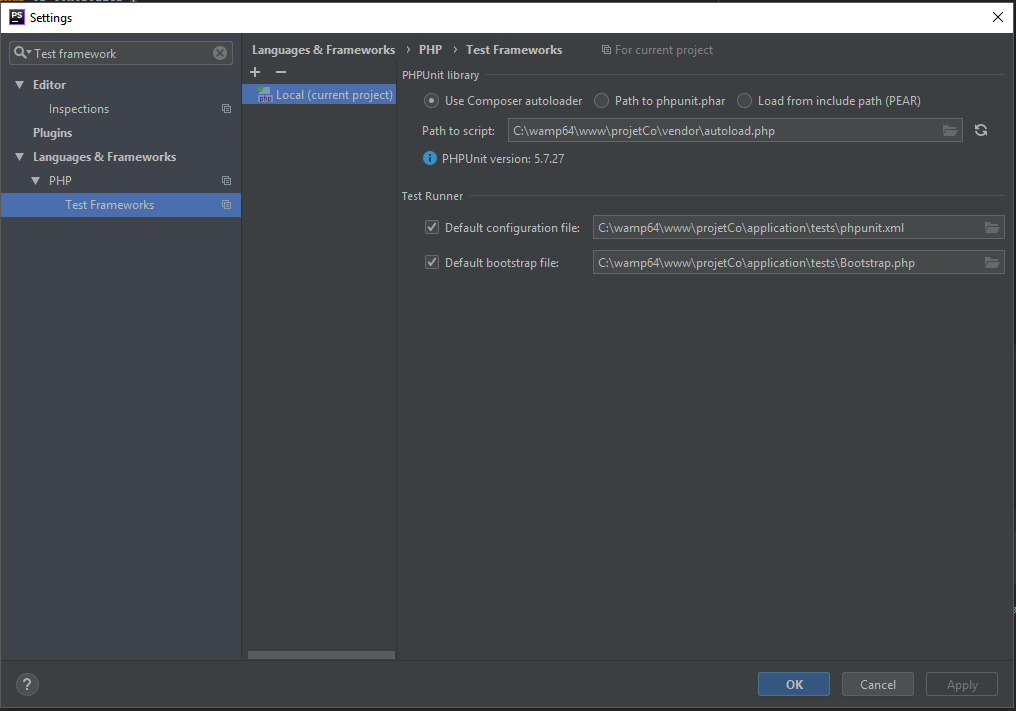 PS Settings
Test framework
Editor
Inspections
Plugins
Languages & Frameworks
PHP
Test Frameworks
Languages & Frameworks › PHP › Test Frameworks For current project
+ −
php Local (current project)
PHPUnit library
Use Composer autoloader Path to phpunit.phar Load from include path (PEAR)
Path to script: C:\wamp64\www\projetCo\vendor\autoload.php
PHPUnit version: 5.7.27
Test Runner
Default configuration file: C:\wamp64\www\projetCo\application\tests\phpunit.xml
Default bootstrap file: C:\wamp64\www\projetCo\application\tests\Bootstrap.php
? OK Cancel Apply